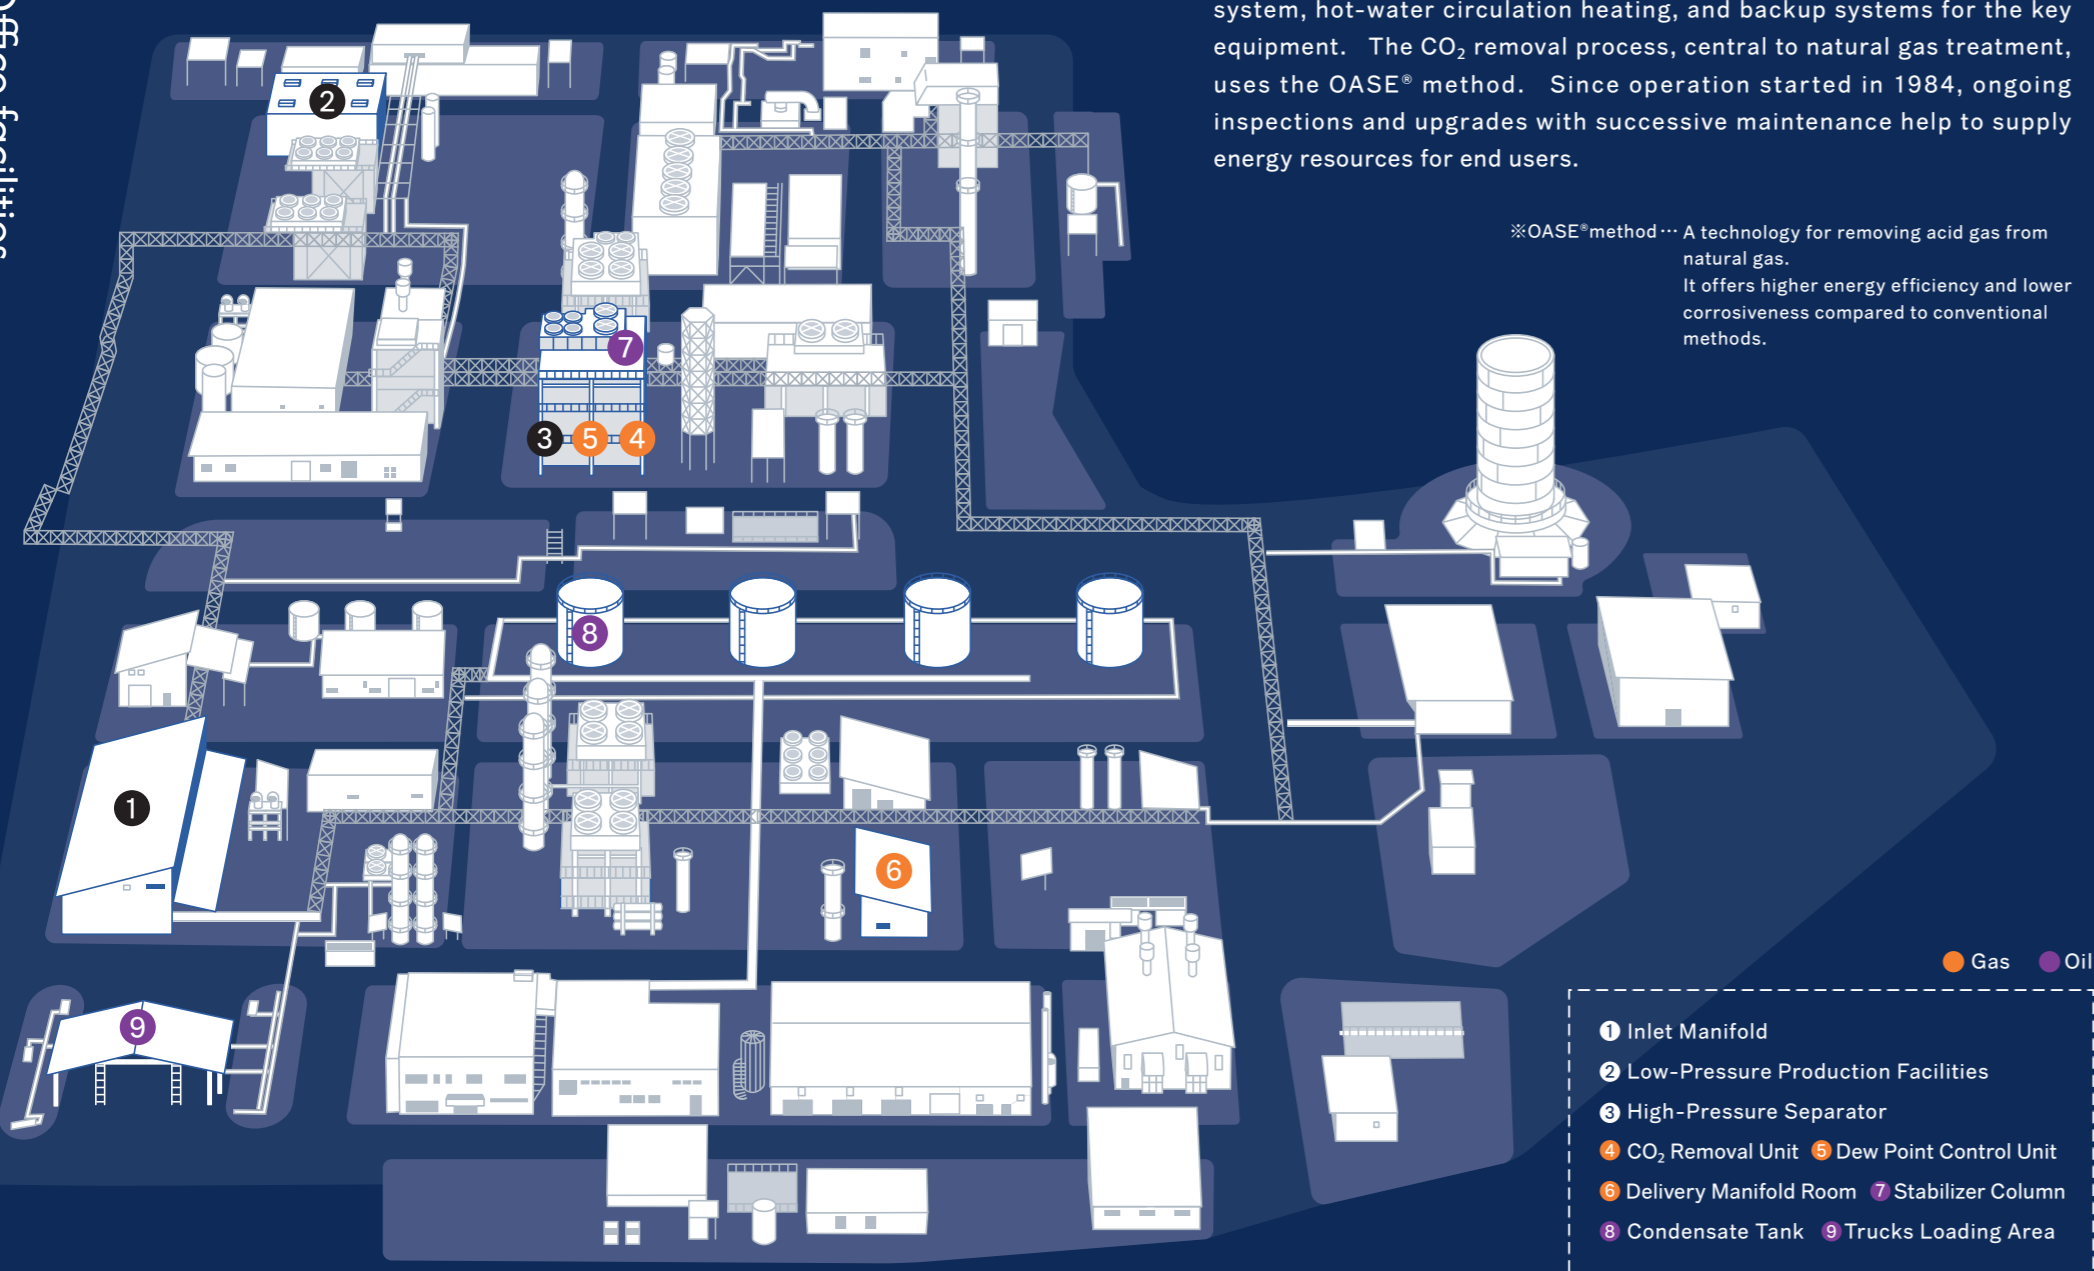 Office facilities
system, hot-water circulation heating, and backup systems for the key
equipment. The CO₂ removal process, central to natural gas treatment,
uses the OASE® method. Since operation started in 1984, ongoing
inspections and upgrades with successive maintenance help to supply
energy resources for end users.
※OASE®method… A technology for removing acid gas from
natural gas.
It offers higher energy efficiency and lower
corrosiveness compared to conventional
methods.
2
7
3 5 4
8
1
6
9
Gas Oil
1 Inlet Manifold
2 Low-Pressure Production Facilities
3 High-Pressure Separator
4 CO₂ Removal Unit 5 Dew Point Control Unit
6 Delivery Manifold Room 7 Stabilizer Column
8 Condensate Tank 9 Trucks Loading Area